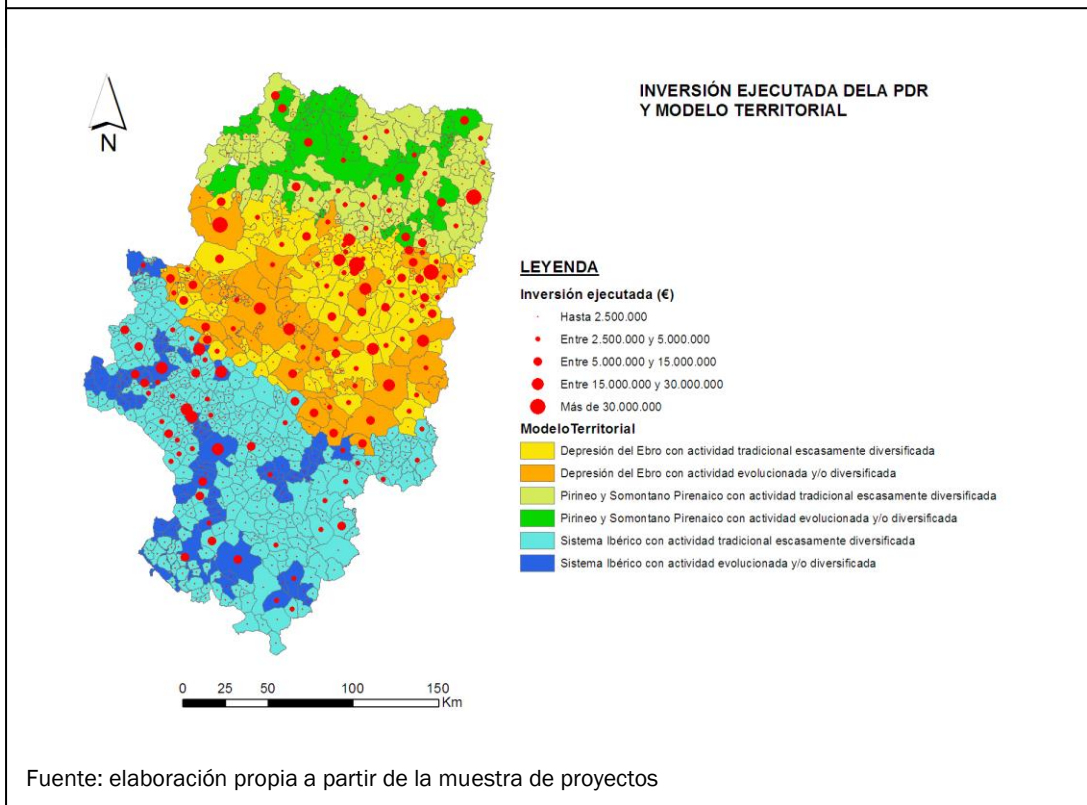 INVERSIÓN EJECUTADA DELA PDR
Y MODELO TERRITORIAL
N
LEYENDA
Inversión ejecutada (€)
Hasta 2.500.000
Entre 2.500.000 y 5.000.000
Entre 5.000.000 y 15.000.000
Entre 15.000.000 y 30.000.000
Más de 30.000.000
ModeloTerritorial
Depresión del Ebro con actividad tradicional escasamente diversificada
Depresión del Ebro con actividad evolucionada y/o diversificada
Pirineo y Somontano Pirenaico con actividad tradicional escasamente diversificada
Pirineo y Somontano Pirenaico con actividad evolucionada y/o diversificada
Sistema Ibérico con actividad tradicional escasamente diversificada
Sistema Ibérico con actividad evolucionada y/o diversificada
0 25 50 100 150
Km
Fuente: elaboración propia a partir de la muestra de proyectos